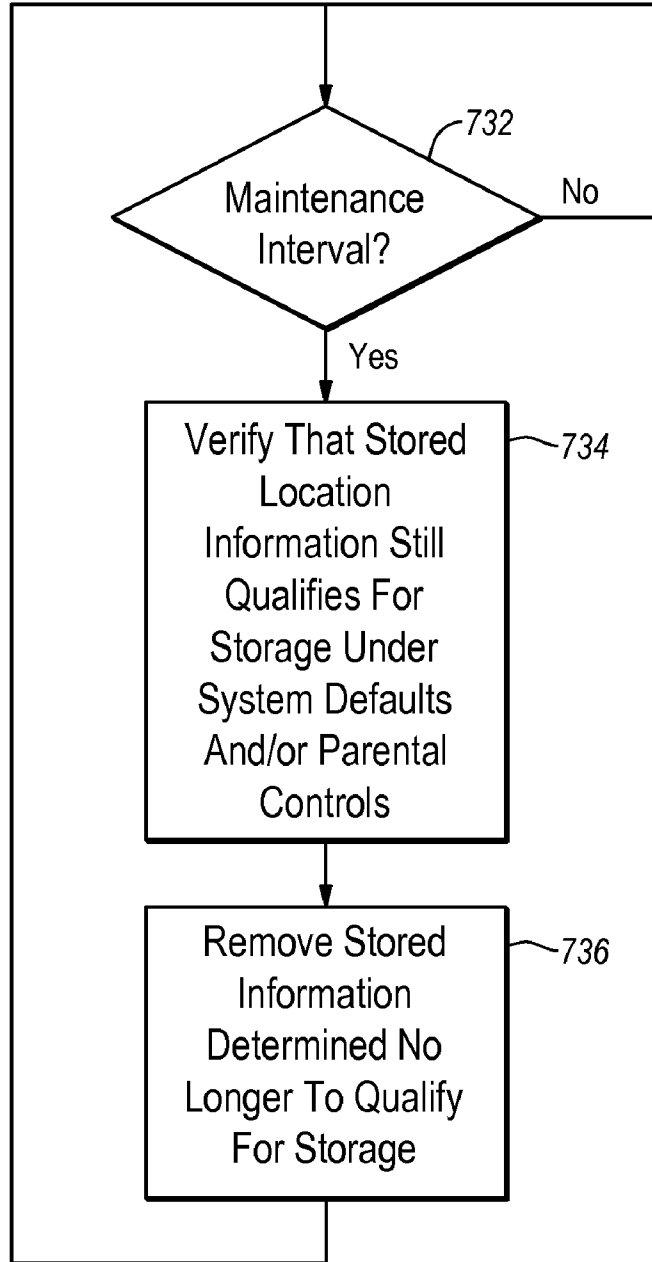 732
Maintenance
Interval?
No
Yes
Verify That Stored
Location
Information Still
Qualifies For
Storage Under
System Defaults
And/or Parental
Controls
734
Remove Stored
Information
Determined No
Longer To Qualify
For Storage
736